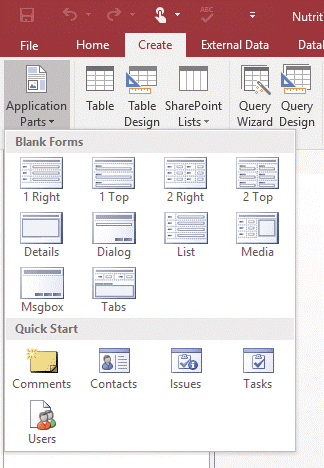 ABC
Nutrit
File Home Create External Data Datal
Application Parts
Table
Table Design
SharePoint Lists
Query Wizard
Query Design
Blank Forms
1 Right 1 Top 2 Right 2 Top
Details Dialog List Media
Msgbox Tabs
Quick Start
Comments Contacts Issues Tasks
Users